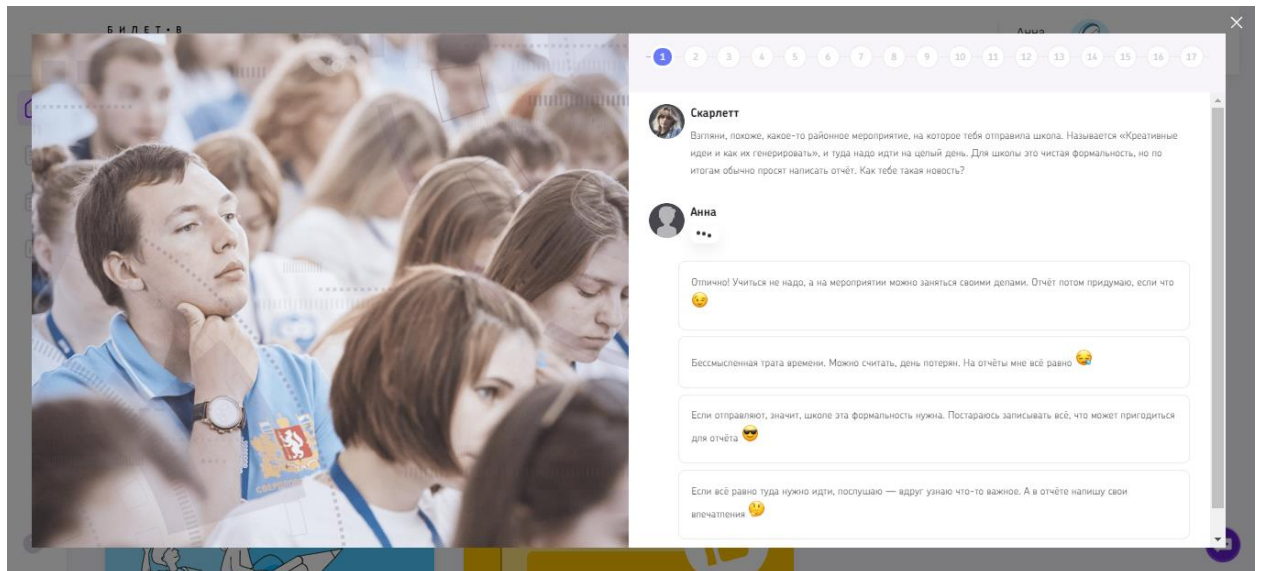 БИЛЕТ•В
Анна
1 2 3 4 5 6 7 8 9 10 11 12 13 14 15 16 17
Скарлетт
Взгляни, похоже, какое-то районное мероприятие, на которое тебя отправила школа. Называется «Креативные
идеи и как их генерировать», и туда надо идти на целый день. Для школы это чистая формальность, но по
итогам обычно просят написать отчёт. Как тебе такая новость?
Анна
Отлично! Учиться не надо, а на мероприятии можно заняться своими делами. Отчёт потом придумаю, если что
😉
Бессмысленная трата времени. Можно считать, день потерян. На отчёты мне всё равно 😪
Если отправляют, значит, школе эта формальность нужна. Постараюсь записывать всё, что может пригодиться
для отчёта 😎
Если всё равно туда нужно идти, послушаю — вдруг узнаю что-то важное. А в отчёте напишу свои
впечатления 🤔